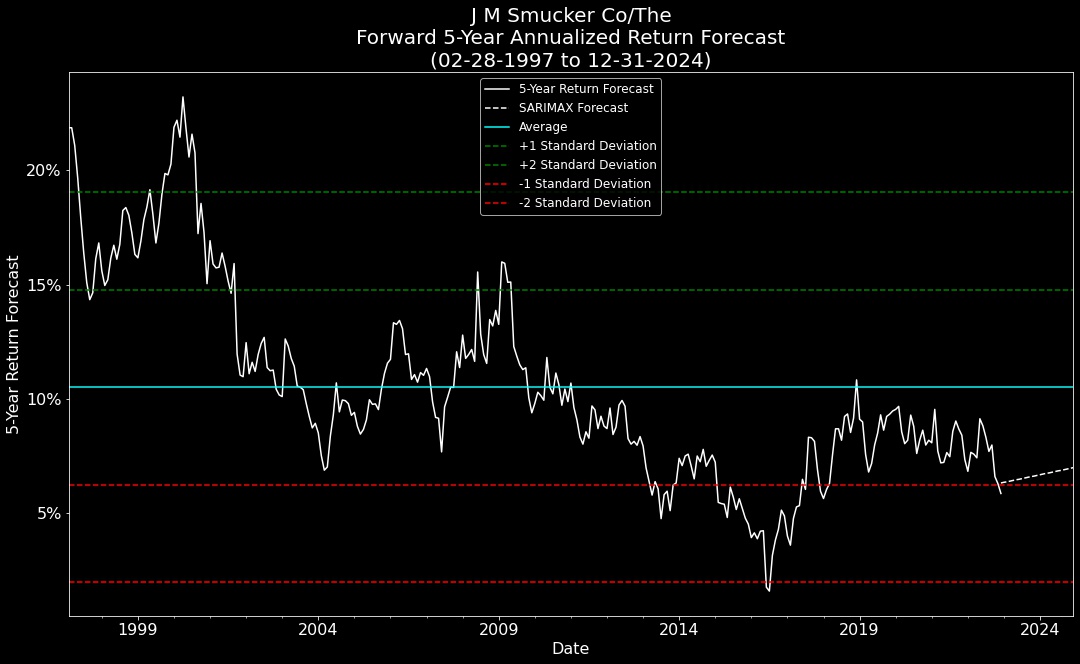 J M Smucker Co/The
Forward 5-Year Annualized Return Forecast
(02-28-1997 to 12-31-2024)
5-Year Return Forecast
SARIMAX Forecast
Average
+1 Standard Deviation
+2 Standard Deviation
-1 Standard Deviation
-2 Standard Deviation
5-Year Return Forecast
20%
15%
10%
5%
1999
2004
2009
2014
2019
2024
Date